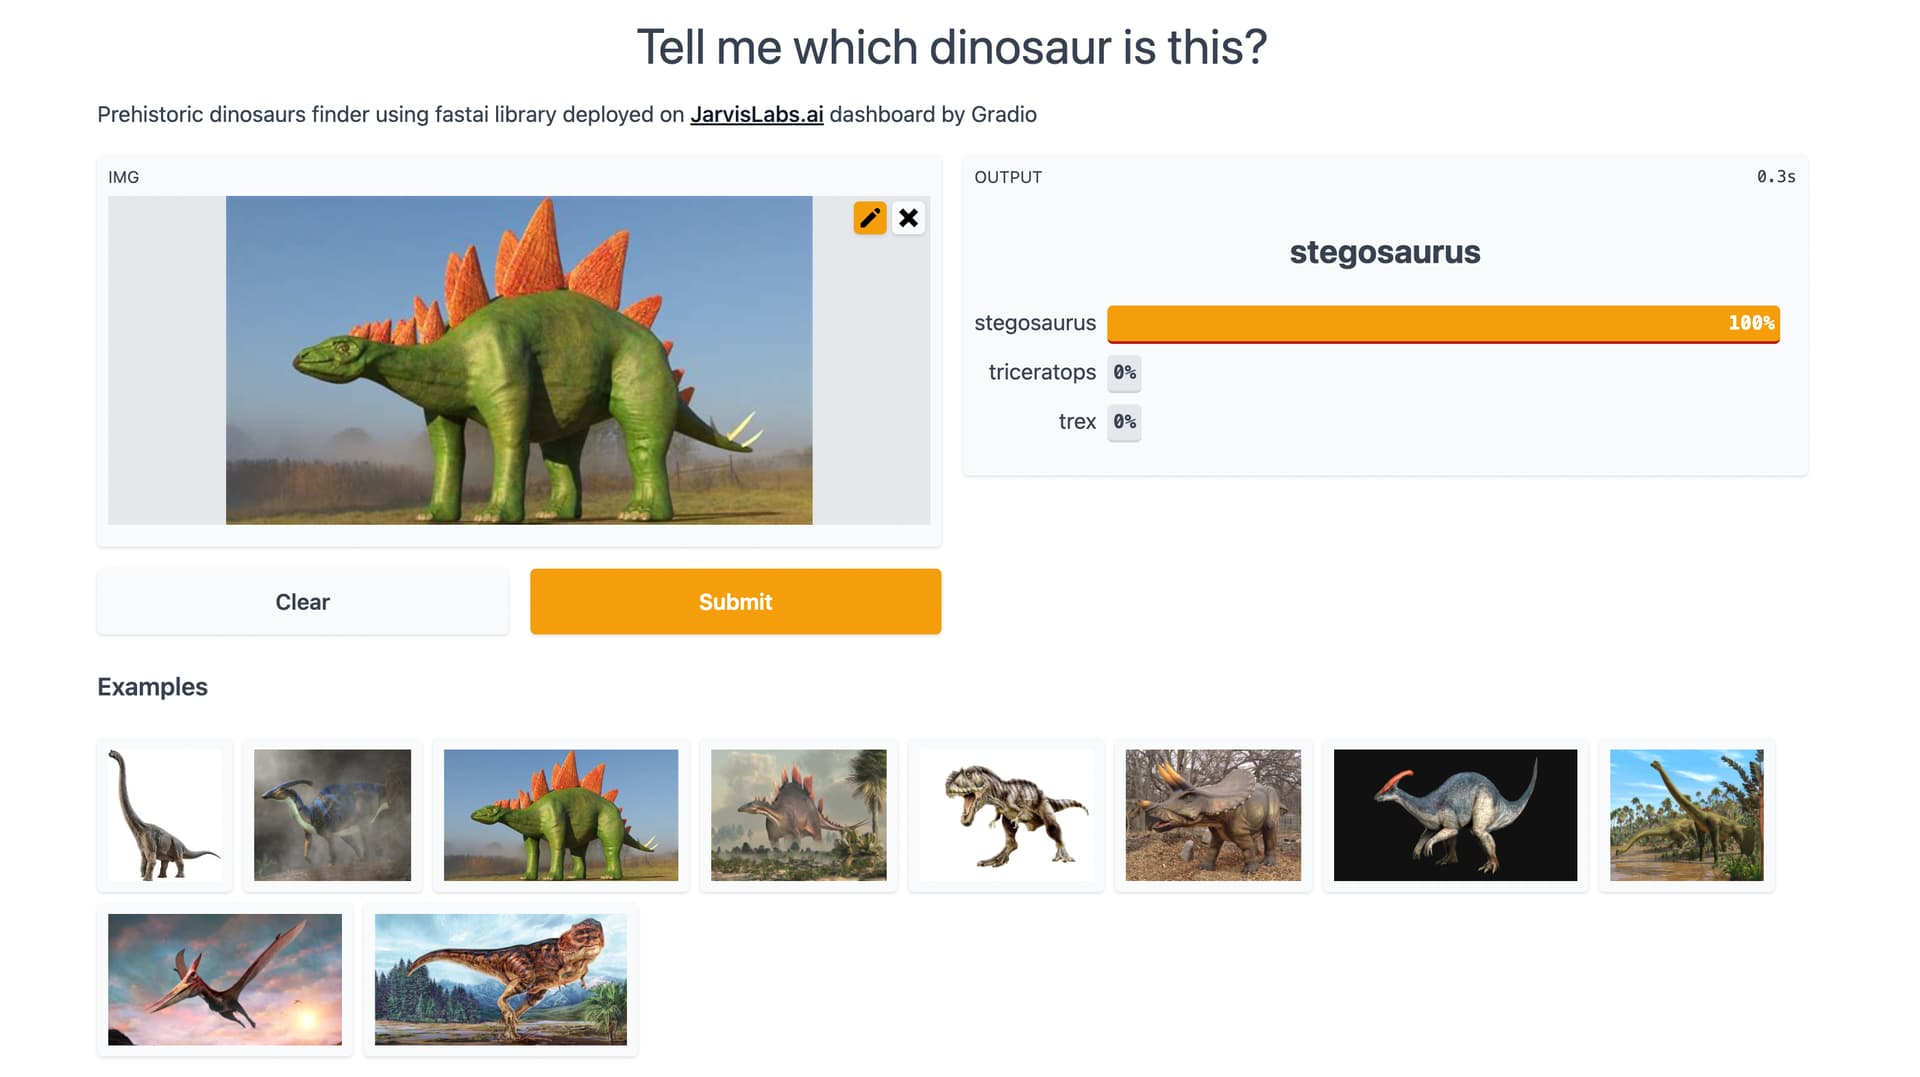 Tell me which dinosaur is this?
Prehistoric dinosaurs finder using fastai library deployed on JarvisLabs.ai dashboard by Gradio
IMG
OUTPUT 0.3s
stegosaurus
stegosaurus 100%
triceratops 0%
trex 0%
Clear
Submit
Examples